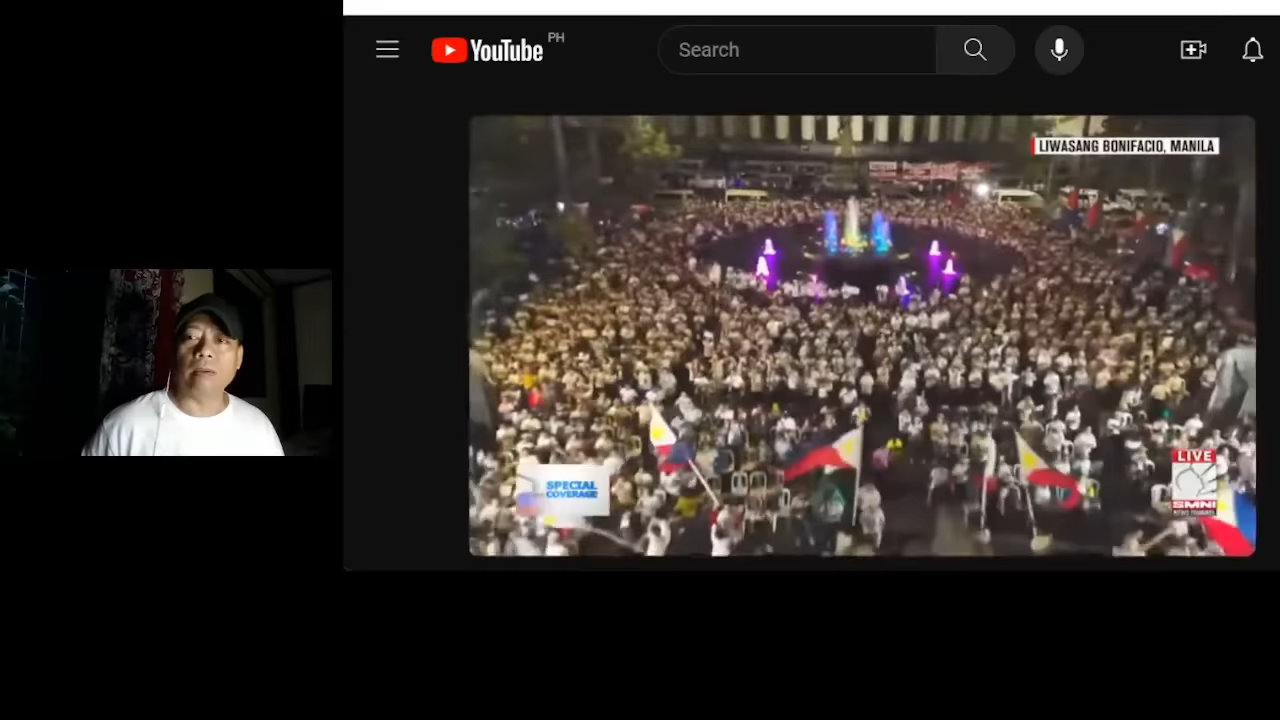 YouTube PH
Search
LIWASANG BONIFACIO, MANILA
SPECIAL
COVERAGE
LIVE
SMNI